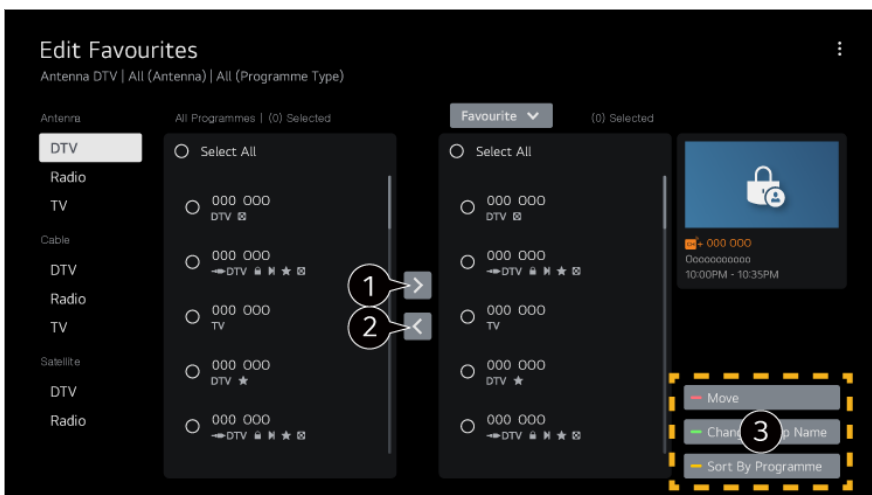 Edit Favourites
Antenna DTV | All (Antenna) | All (Programme Type)
Antenna
DTV
Radio
TV
Cable
DTV
Radio
TV
Satellite
DTV
Radio
All Programmes | (0) Selected
Select All
000 000
DTV
000 000
DTV
000 000
TV
000 000
DTV
000 000
DTV
1
2
Favourite
(0) Selected
Select All
000 000
DTV
000 000
DTV
000 000
TV
000 000
DTV
000 000
DTV
000 000
Oooooooooo
10:00PM - 10:35PM
Move
3
Name
Sort By Programme